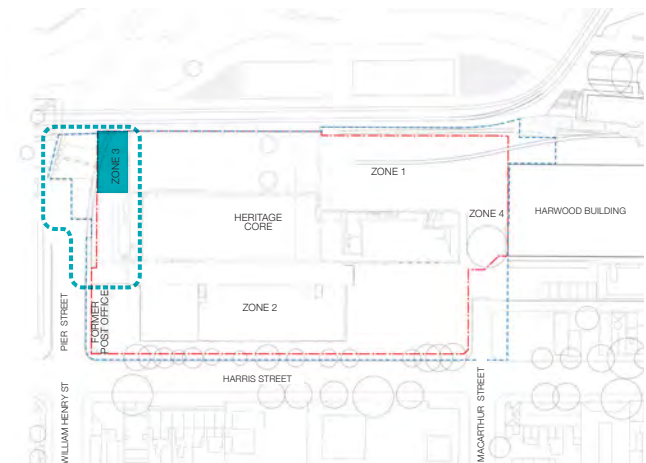 ZONE 3
ZONE 1
ZONE 4
HARWOOD BUILDING
HERITAGE
CORE
ZONE 2
PIER STREET
FORMER
POST OFFICE
HARRIS STREET
WILLIAM HENRY ST
MACARTHUR STREET